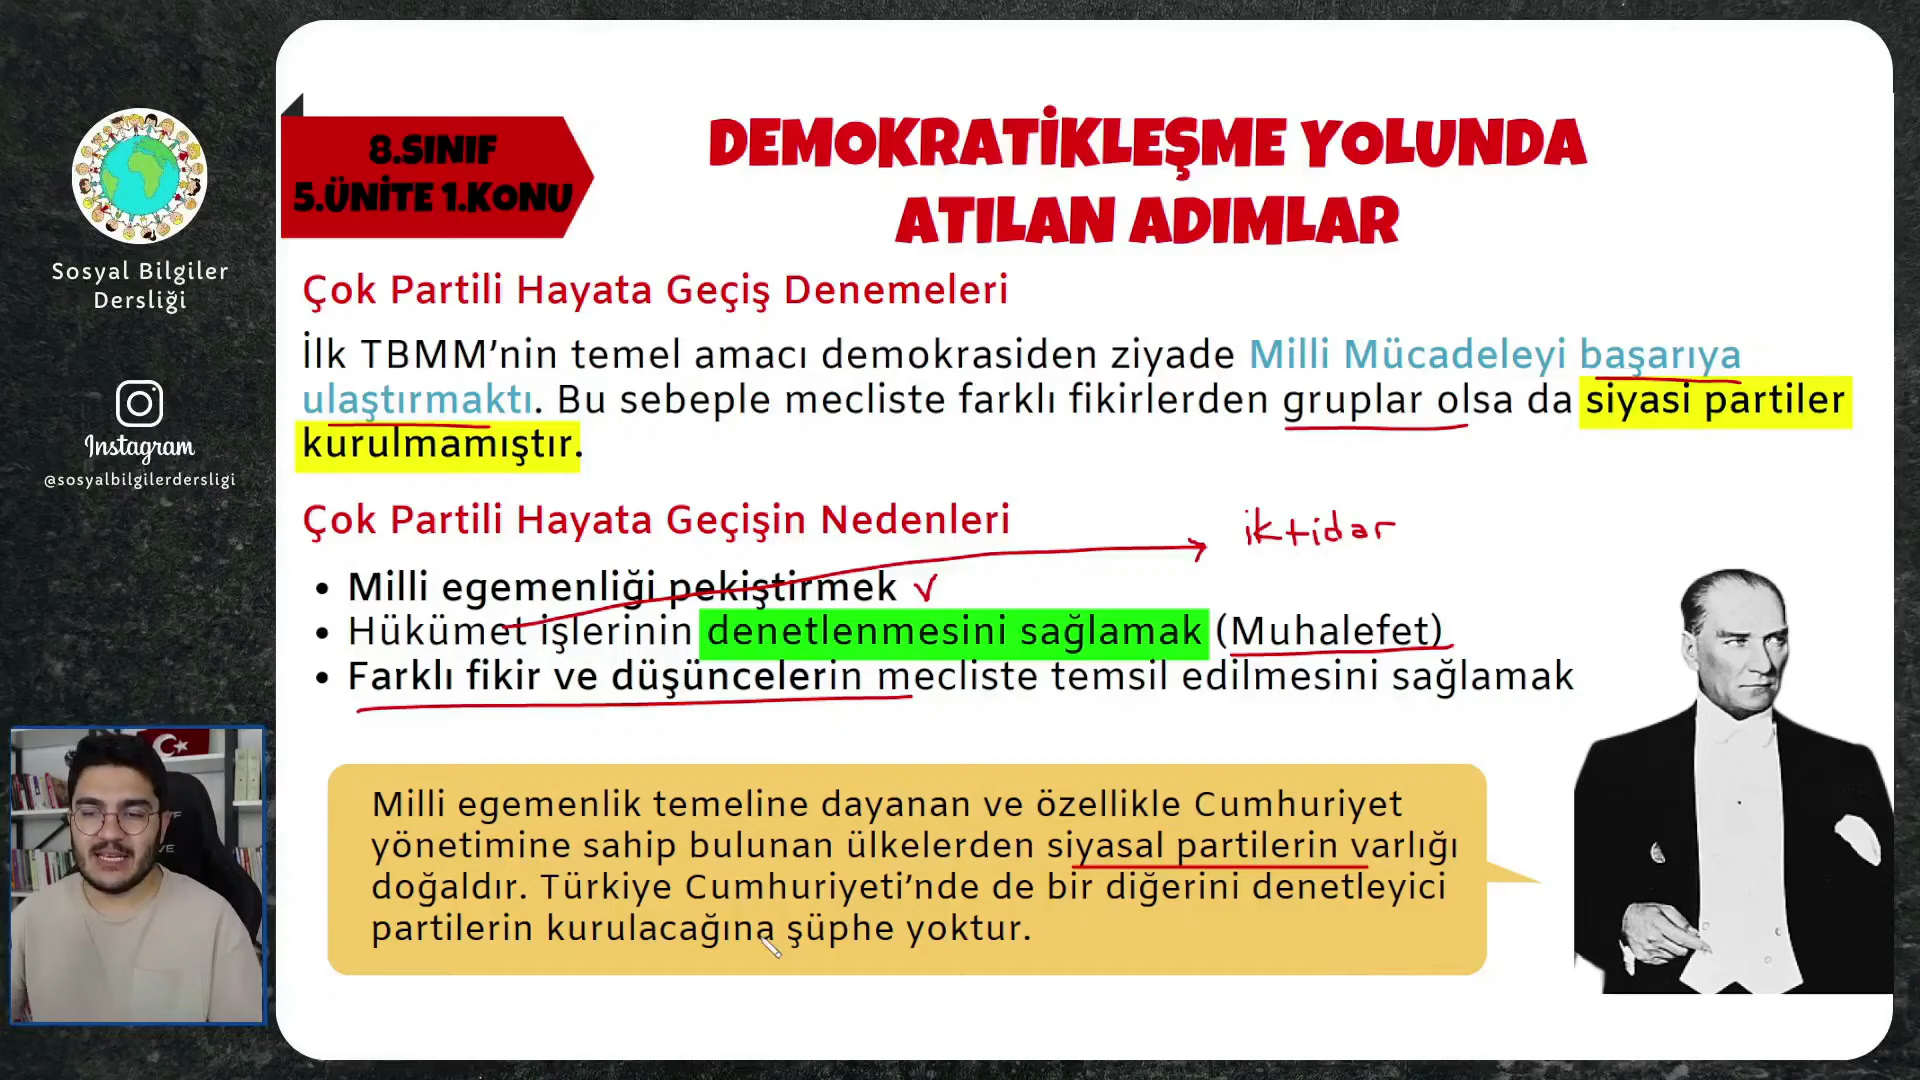 Sosyal Bilgiler
Dersliği
Instagram
@sosyalbilgilerdersligi
8.SINIF
5.ÜNİTE 1.KONU
DEMOKRATİKLEŞME YOLUNDA
ATILAN ADIMLAR
Çok Partili Hayata Geçiş Denemeleri
İlk TBMM’nin temel amacı demokrasiden ziyade Milli Mücadeleyi başarıya
ulaştırmaktı. Bu sebeple mecliste farklı fikirlerden gruplar olsa da siyasi partiler
kurulmamıştır.
Çok Partili Hayata Geçişin Nedenleri
iktidar
• Milli egemenliği pekiştirmek
• Hükümet işlerinin denetlenmesini sağlamak (Muhalefet)
• Farklı fikir ve düşüncelerin mecliste temsil edilmesini sağlamak
Milli egemenlik temeline dayanan ve özellikle Cumhuriyet
yönetimine sahip bulunan ülkelerden siyasal partilerin varlığı
doğaldır. Türkiye Cumhuriyeti’nde de bir diğerini denetleyici
partilerin kurulacağına şüphe yoktur.